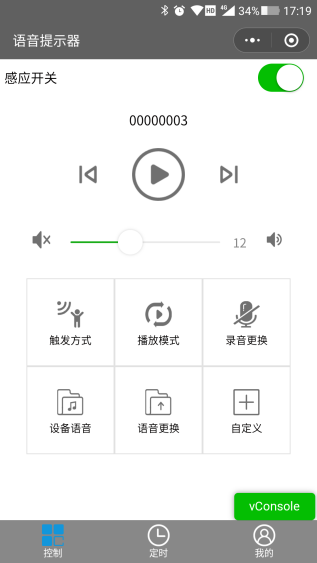 HD 4G 34% 17:19
语音提示器
感应开关
00000003
12
触发方式 播放模式 录音更换
设备语音 语音更换 自定义
vConsole
控制 定时 我的